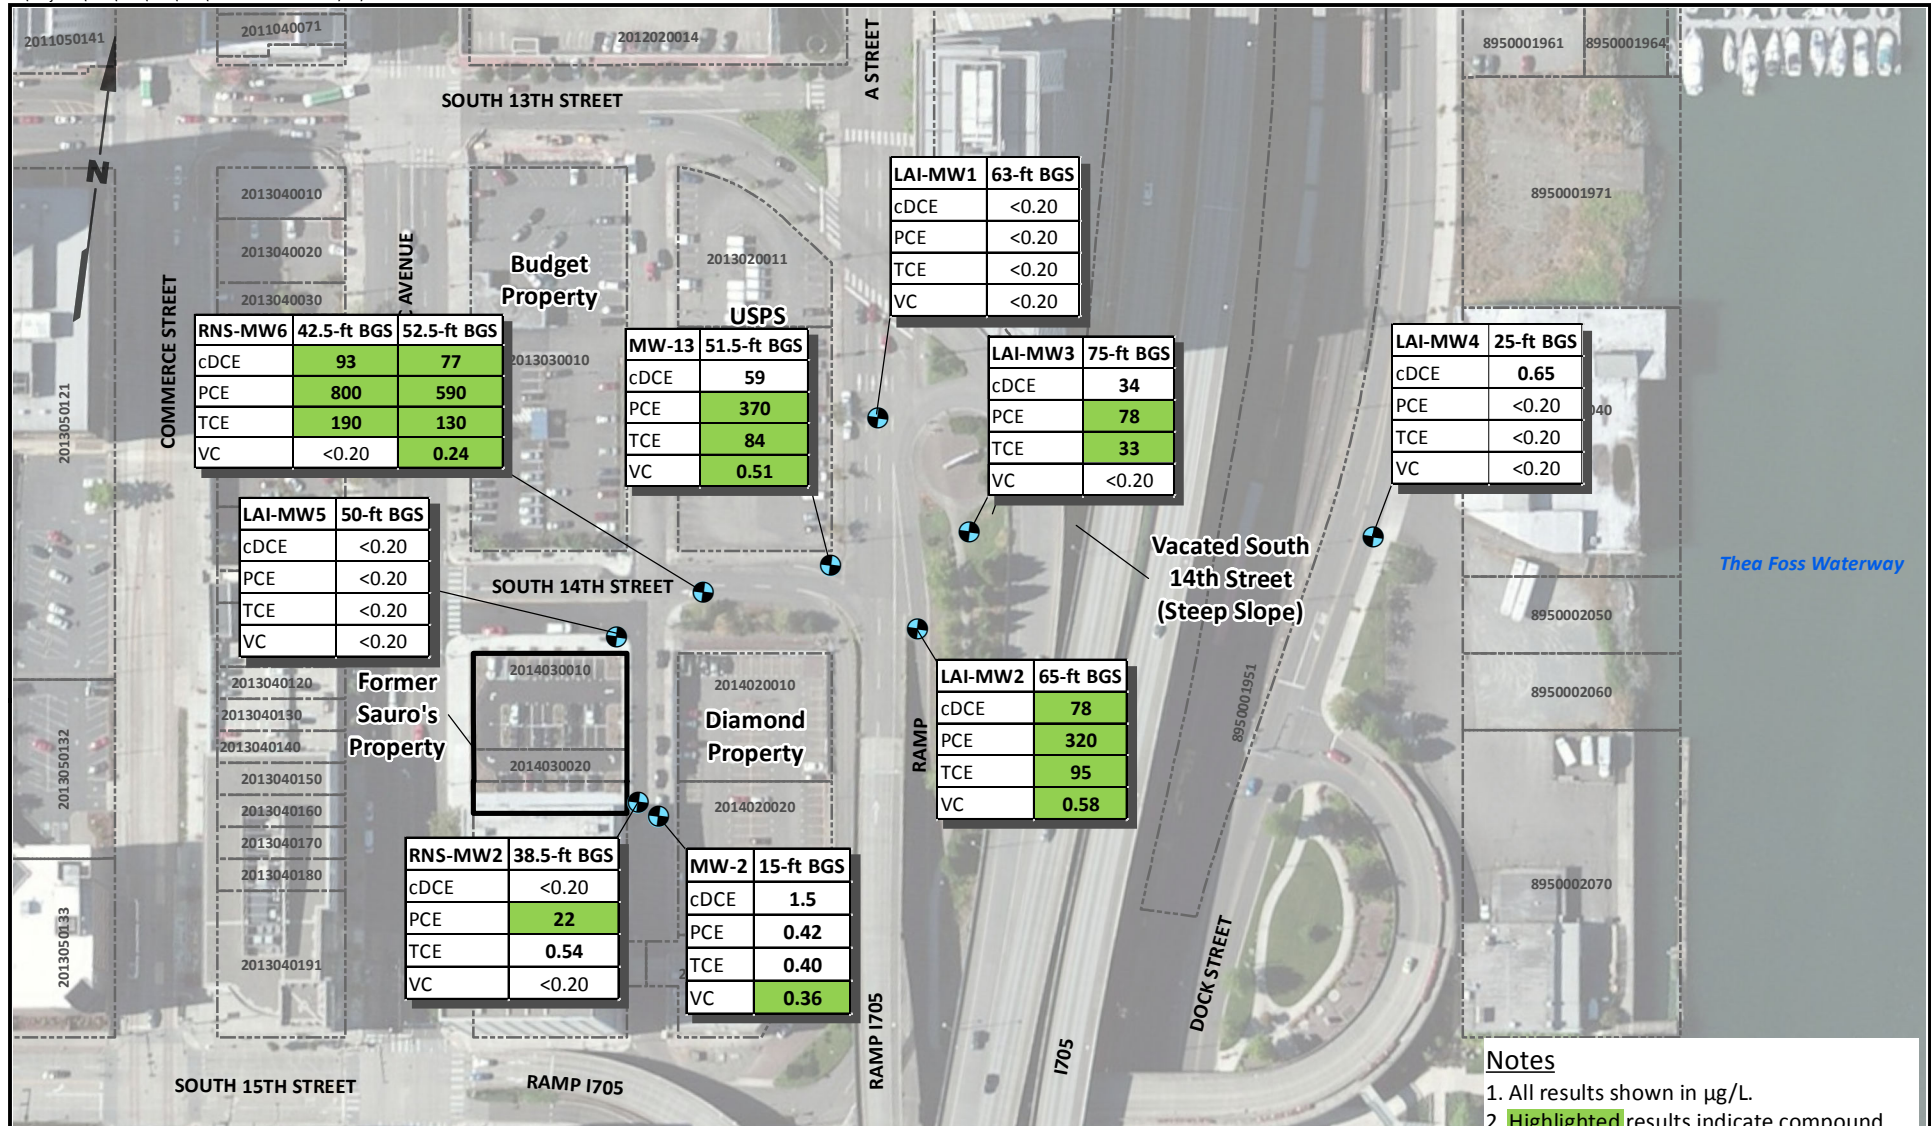 2011050141
2011040071
2012020014
8950001961
8950001964
A STREET
SOUTH 13TH STREET
N
2013040010
2013040020
2013040030
AVENUE
COMMERCE STREET
Budget
Property
2013020011
USPS
2013030010
8950001971
LAI-MW1 63-ft BGS
cDCE <0.20
PCE <0.20
TCE <0.20
VC <0.20
RNS-MW6 42.5-ft BGS 52.5-ft BGS
cDCE 93 77
PCE 800 590
TCE 190 130
VC <0.20 0.24
MW-13 51.5-ft BGS
cDCE 59
PCE 370
TCE 84
VC 0.51
LAI-MW3 75-ft BGS
cDCE 34
PCE 78
TCE 33
VC <0.20
LAI-MW4 25-ft BGS
cDCE 0.65
PCE <0.20
TCE <0.20
VC <0.20
040
2013050121
LAI-MW5 50-ft BGS
cDCE <0.20
PCE <0.20
TCE <0.20
VC <0.20
SOUTH 14TH STREET
Vacated South
14th Street
(Steep Slope)
Thea Foss Waterway
8950002050
8950002060
8950002070
8950001951
2013040120
2013040130
2013040140
2013040150
2013040160
2013040170
2013040180
2013040191
Former
Sauro's
Property
2014030010
2014030020
2014020010
Diamond
Property
2014020020
RAMP
LAI-MW2 65-ft BGS
cDCE 78
PCE 320
TCE 95
VC 0.58
2013050132
2013050133
RNS-MW2 38.5-ft BGS
cDCE <0.20
PCE 22
TCE 0.54
VC <0.20
MW-2 15-ft BGS
cDCE 1.5
PCE 0.42
TCE 0.40
VC 0.36
2
DOCK STREET
RAMP I705
I705
SOUTH 15TH STREET
RAMP I705
Notes
1. All results shown in µg/L.
2. Highlighted results indicate compound